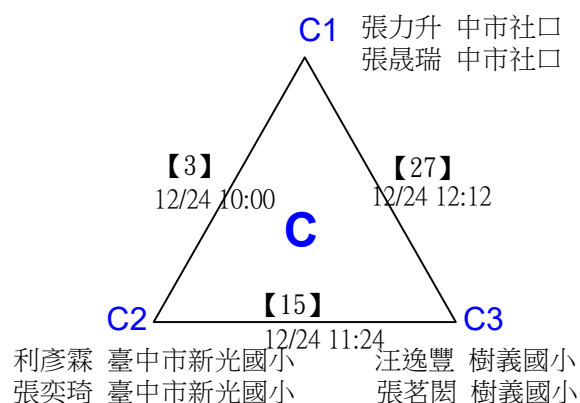 C1
張力升 中市社口
張晟瑞 中市社口
【3】
12/24 10:00
【27】
12/24 12:12
C
C2
【15】
12/24 11:24
C3
利彥霖 臺中市新光國小
張奕琦 臺中市新光國小
汪逸豐 樹義國小
張茗閎 樹義國小